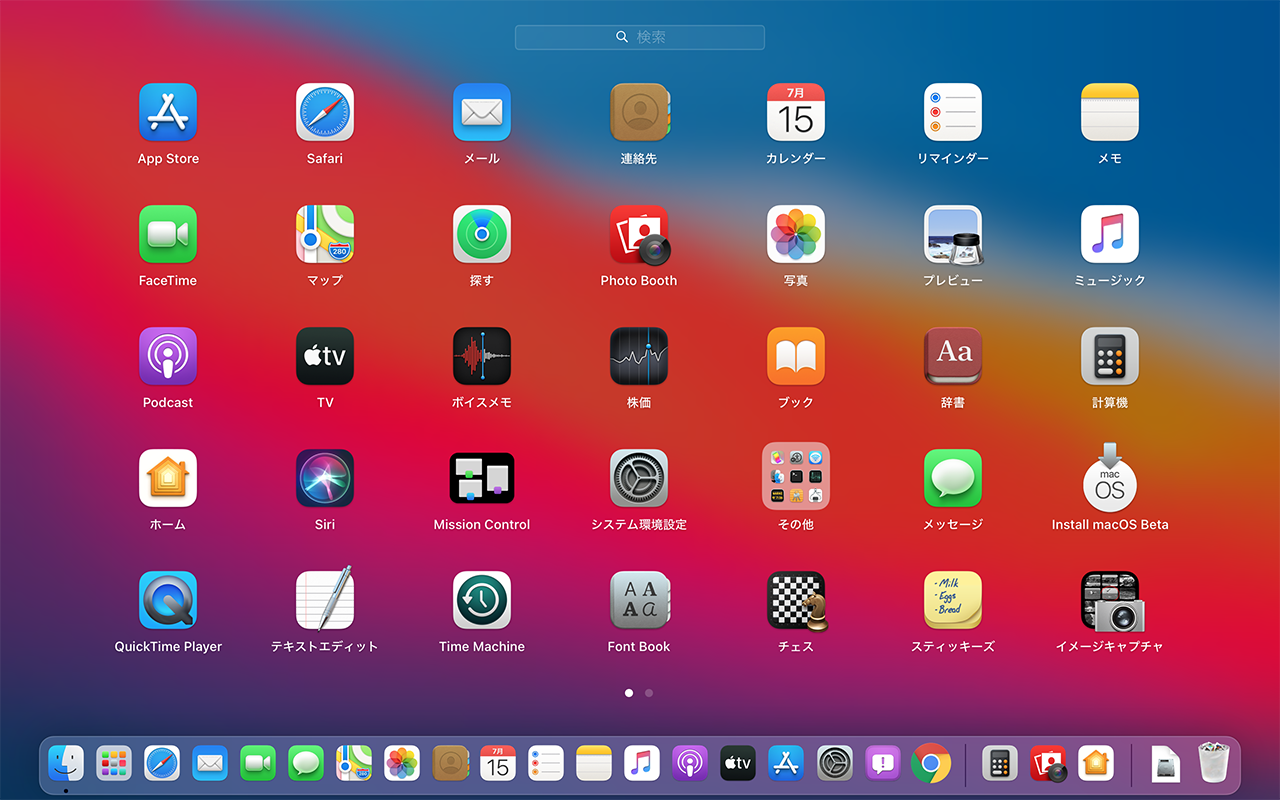 検索
App Store
Safari
メール
連絡先
7月
15
カレンダー
リマインダー
メモ
FaceTime
280
マップ
探す
Photo Booth
写真
プレビュー
ミュージック
Podcast
tv
TV
ボイスメモ
株価
ブック
Aa
辞書
計算機
ホーム
Siri
Mission Control
システム環境設定
その他
メッセージ
mac
OS
Install macOS Beta
QuickTime Player
テキストエディット
Time Machine
A A
A a
Font Book
チェス
- Milk
- Eggs
- Bread
スティッキーズ
イメージキャプチャ
280
7月
15
tv
!